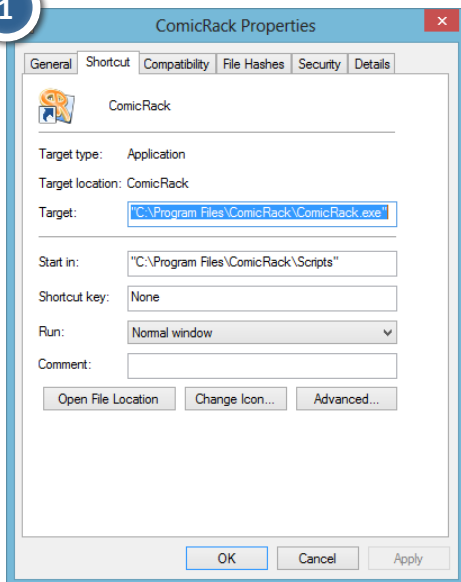 1
ComicRack Properties
General Shortcut Compatibility File Hashes Security Details
ComicRack
Target type: Application
Target location: ComicRack
Target: "C:\Program Files\ComicRack\ComicRack.exe"
Start in: "C:\Program Files\ComicRack\Scripts"
Shortcut key: None
Run: Normal window
Comment:
Open File Location Change Icon... Advanced...
OK Cancel Apply